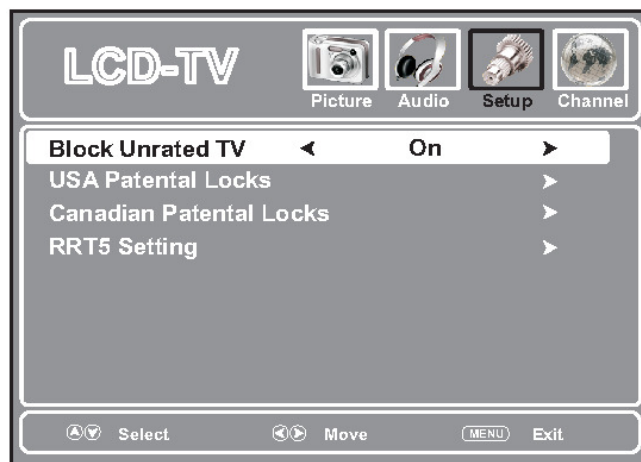 LCD-TV
Picture Audio Setup Channel
Block Unrated TV On
USA Patental Locks
Canadian Patental Locks
RRT5 Setting
Select Move MENU Exit